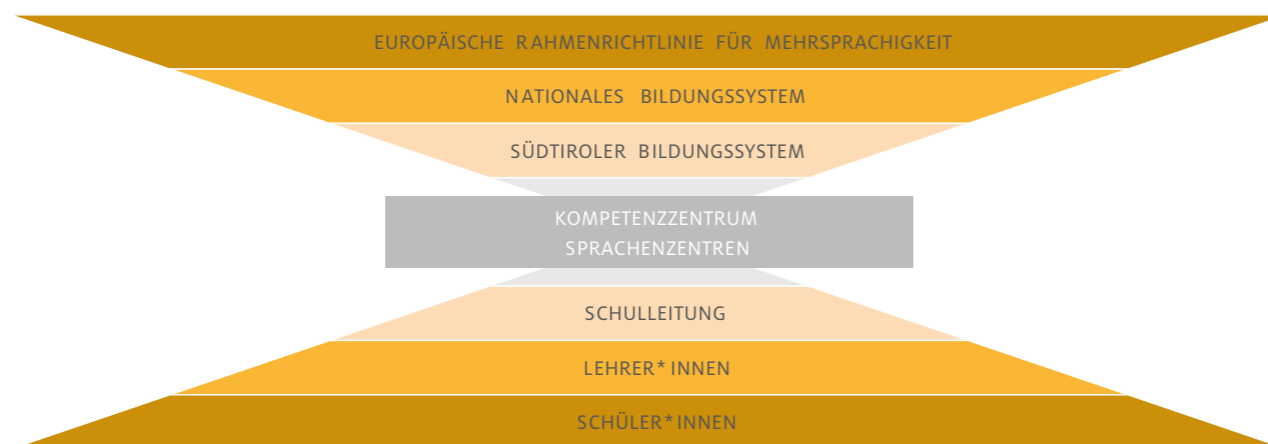 EUROPÄISCHE RAHMENRICHTLINIE FÜR MEHRSPRACHIGKEIT
NATIONALES BILDUNGSSYSTEM
SÜDTIROLER BILDUNGSSYSTEM
KOMPETENZZENTRUM
SPRACHENZENTREN
SCHULLEITUNG
LEHRER*INNEN
SCHÜLER*INNEN